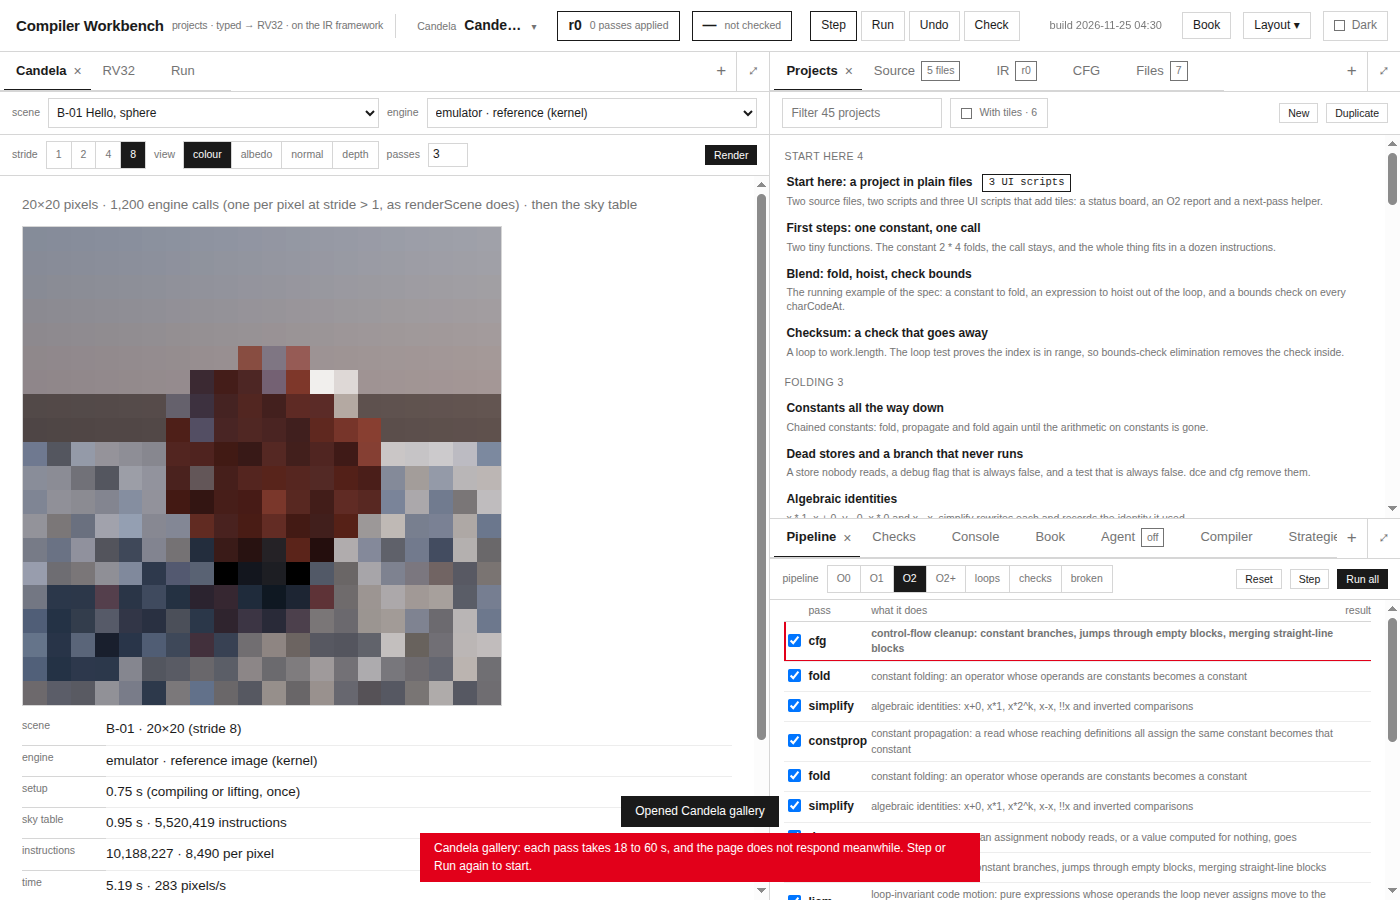 Compiler Workbench projects · typed → RV32 · on the IR framework Candela Cande... ▾ r0 0 passes applied — not checked Step Run Undo Check build 2026-11-25 04:30 Book Layout ▾ Dark
Candela × RV32 Run + ⤢
scene B-01 Hello, sphere engine emulator · reference (kernel)
stride 1 2 4 8 view colour albedo normal depth passes 3 Render
20×20 pixels · 1,200 engine calls (one per pixel at stride > 1, as renderScene does) · then the sky table
scene B-01 · 20×20 (stride 8)
engine emulator · reference image (kernel)
setup 0.75 s (compiling or lifting, once)
sky table 0.95 s · 5,520,419 instructions
instructions 10,188,227 · 8,490 per pixel
time 5.19 s · 283 pixels/s
Projects × Source 5 files IR r0 CFG Files 7 + ⤢
Filter 45 projects With tiles · 6 New Duplicate
START HERE 4
Start here: a project in plain files 3 UI scripts
Two source files, two scripts and three UI scripts that add tiles: a status board, an O2 report and a next-pass helper.
First steps: one constant, one call
Two tiny functions. The constant 2 * 4 folds, the call stays, and the whole thing fits in a dozen instructions.
Blend: fold, hoist, check bounds
The running example of the spec: a constant to fold, an expression to hoist out of the loop, and a bounds check on every
charCodeAt.
Checksum: a check that goes away
A loop to work.length. The loop test proves the index is in range, so bounds-check elimination removes the check inside.
FOLDING 3
Constants all the way down
Chained constants: fold, propagate and fold again until the arithmetic on constants is gone.
Dead stores and a branch that never runs
A store nobody reads, a debug flag that is always false, and a test that is always false. dce and cfg remove them.
Algebraic identities
Pipeline × Checks Console Book Agent off Compiler Strategie + ⤢
pipeline O0 O1 O2 O2+ loops checks broken Reset Step Run all
pass what it does result
cfg control-flow cleanup: constant branches, jumps through empty blocks, merging straight-line
blocks
fold constant folding: an operator whose operands are constants becomes a constant
simplify algebraic identities: x+0, x*1, x*2^k, x-x, !!x and inverted comparisons
constprop constant propagation: a read whose reaching definitions all assign the same constant becomes that
constant
fold constant folding: an operator whose operands are constants becomes a constant
simplify algebraic identities: x+0, x*1, x*2^k, x-x, !!x and inverted comparisons
an assignment nobody reads, or a value computed for nothing, goes
onstant branches, jumps through empty blocks, merging straight-line blocks
loop-invariant code motion: pure expressions whose operands the loop never assigns move to the
Opened Candela gallery
Candela gallery: each pass takes 18 to 60 s, and the page does not respond meanwhile. Step or
Run again to start.